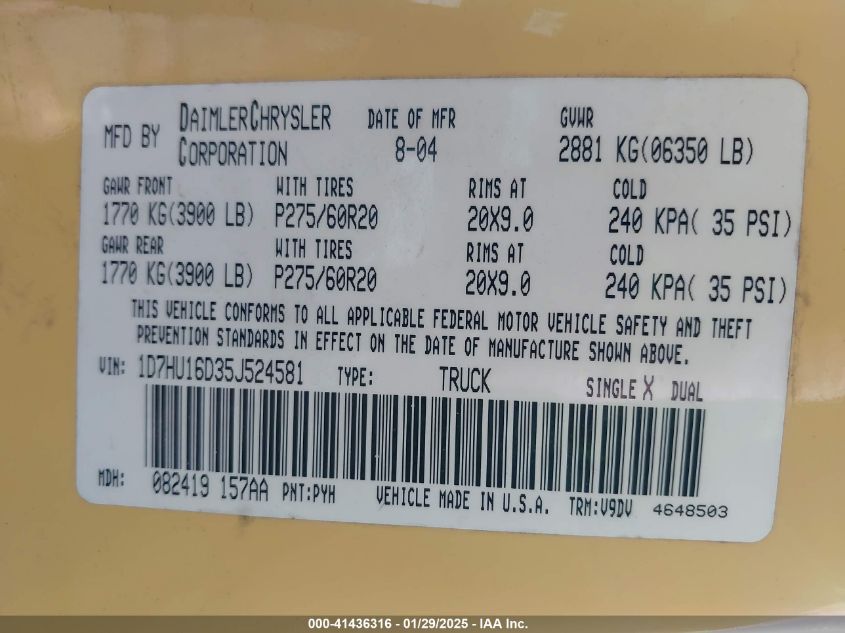 MFD BY DAIMLERCHRYSLER CORPORATION DATE OF MFR 8-04 GVWR 2881 KG(06350 LB)
GAWR FRONT WITH TIRES RIMS AT COLD
1770 KG(3900 LB) P275/60R20 20X9.0 240 KPA( 35 PSI)
GAWR REAR WITH TIRES RIMS AT COLD
1770 KG(3900 LB) P275/60R20 20X9.0 240 KPA( 35 PSI)
THIS VEHICLE CONFORMS TO ALL APPLICABLE FEDERAL MOTOR VEHICLE SAFETY AND THEFT
PREVENTION STANDARDS IN EFFECT ON THE DATE OF MANUFACTURE SHOWN ABOVE.
VIN: 1D7HU16D35J524581 TYPE: TRUCK SINGLE X DUAL
MDH: 082419 157AA PNT:PYH VEHICLE MADE IN U.S.A. TRM:V9DV 4648503
000-41436316 - 01/29/2025 - IAA Inc.